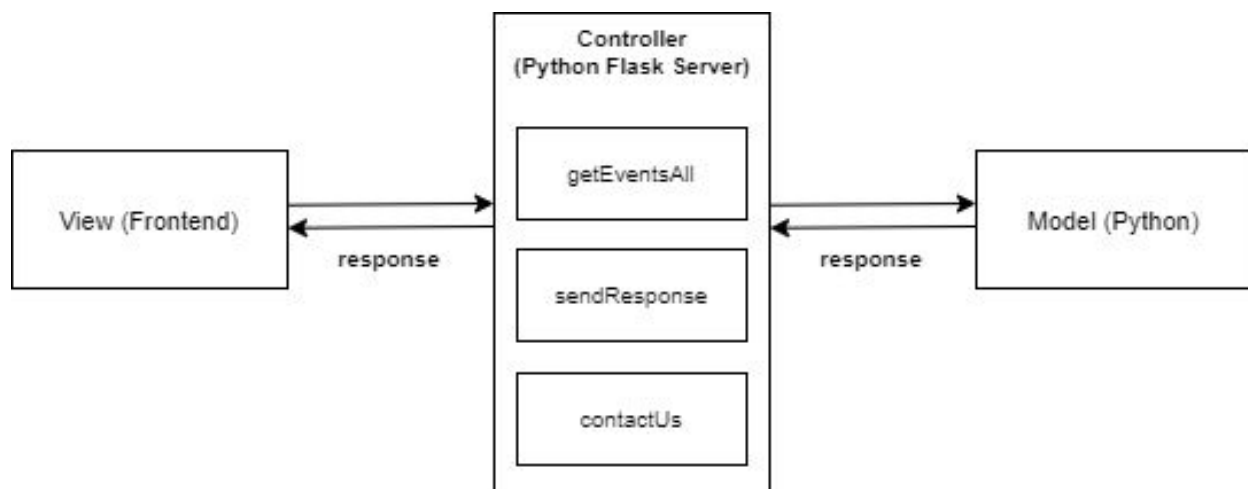 Controller
(Python Flask Server)
getEventsAll
View (Frontend)
Model (Python)
response
response
sendResponse
contactUs